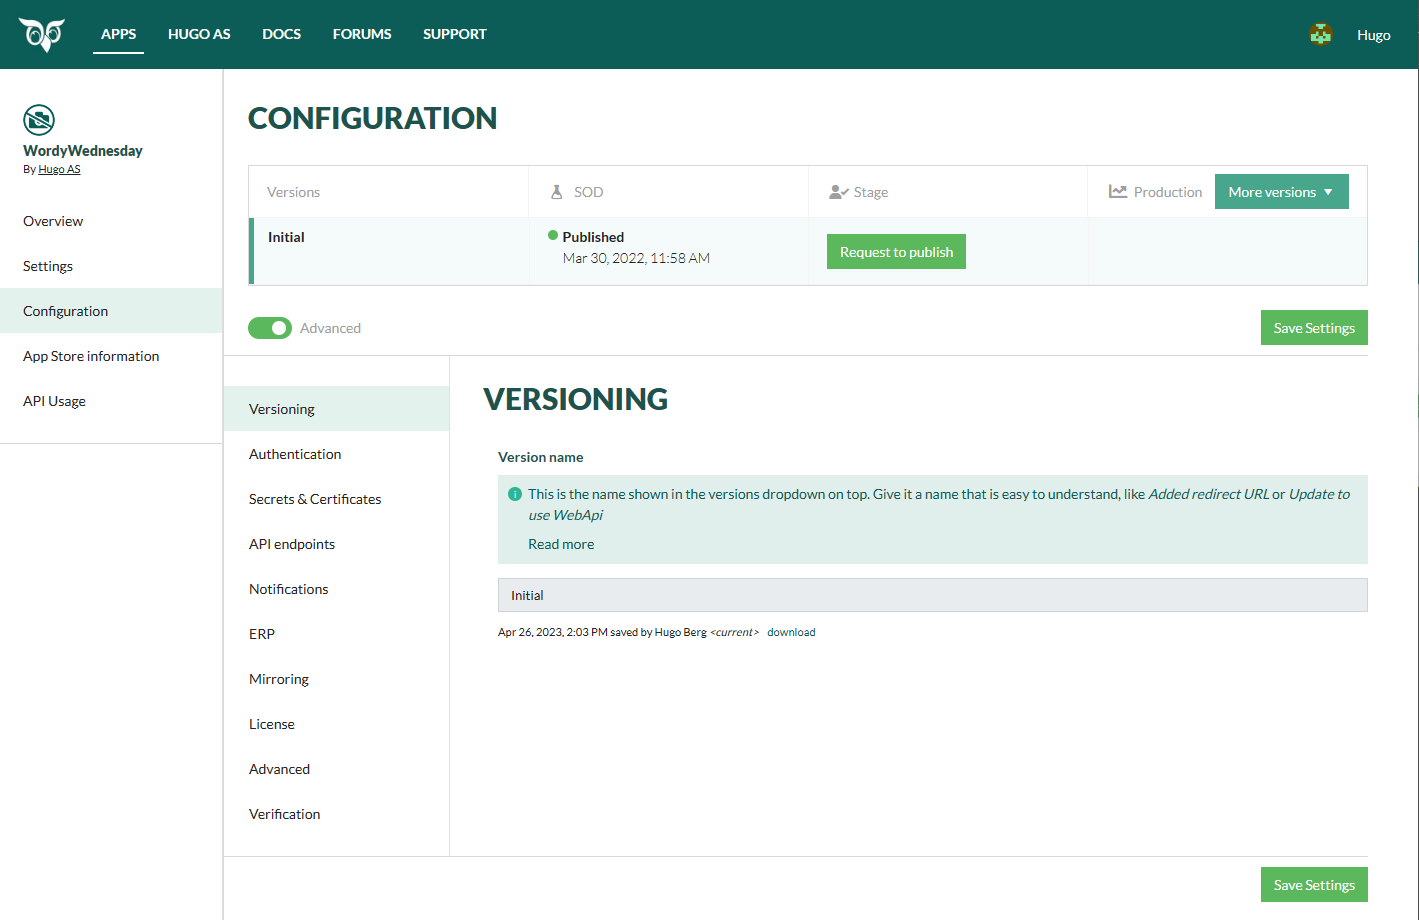 APPS HUGO AS DOCS FORUMS SUPPORT Hugo
WordyWednesday
By Hugo AS
Overview
Settings
Configuration
App Store information
API Usage
CONFIGURATION
Versions SOD Stage Production More versions
Initial Published
Mar 30, 2022, 11:58 AM
Request to publish
Advanced Save Settings
Versioning
Authentication
Secrets & Certificates
API endpoints
Notifications
ERP
Mirroring
License
Advanced
Verification
VERSIONING
Version name
This is the name shown in the versions dropdown on top. Give it a name that is easy to understand, like Added redirect URL or Update to
use WebApi
Read more
Initial
Apr 26, 2023, 2:03 PM saved by Hugo Berg <current> download
Save Settings